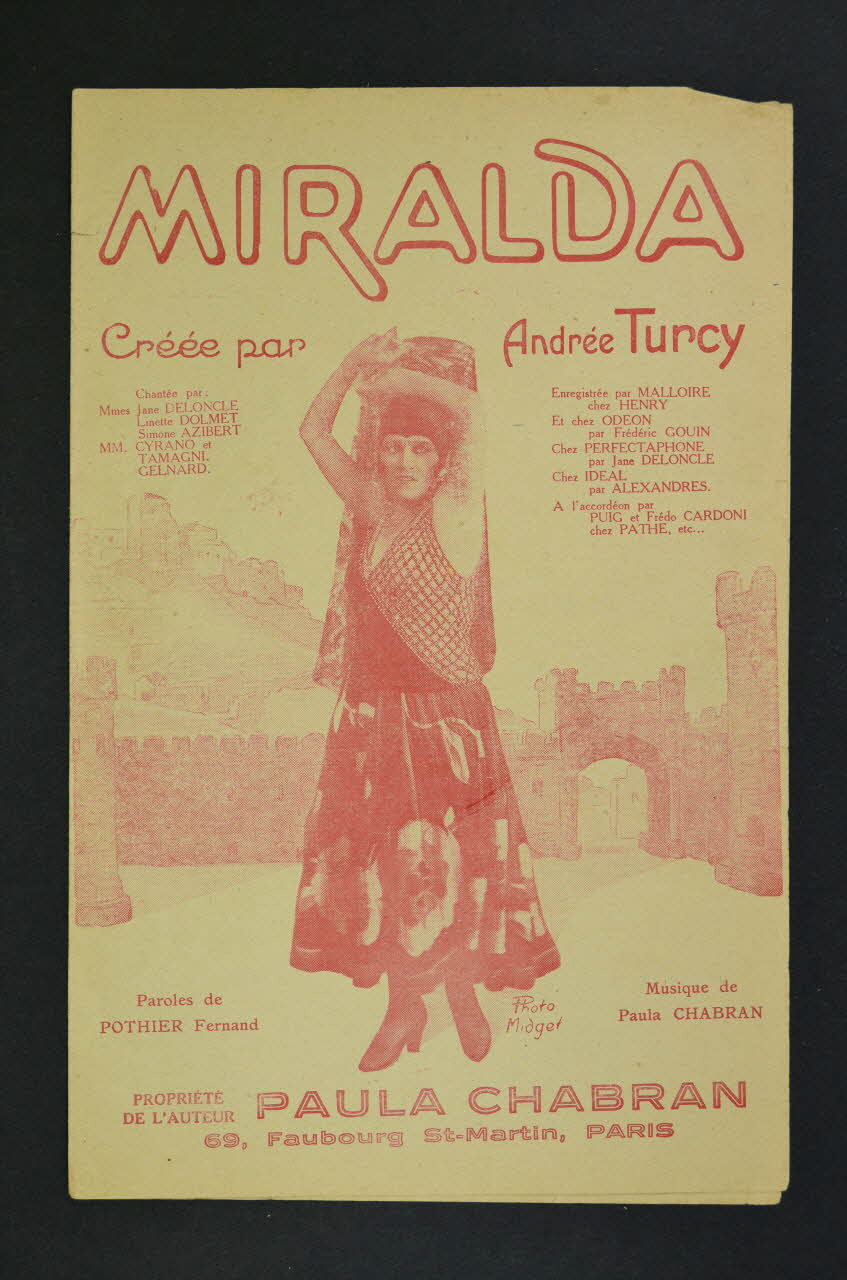 MIRALDA
Créée par
Andrée Turcy
Chantée par:
Mmes Jane DELONCLE
Linette DOLMET
Simone AZIBERT
MM. CYRANO et
TAMAGNI.
GELNARD.
Enregistrée par MALLOIRE
chez HENRY
Et chez ODEON
par Frédéric GOUIN
Chez PERFECTAPHONE
par Jane DELONCLE
Chez IDEAL
par ALEXANDRES.
A l'accordéon par
PUIG et Frédo CARDONI
chez PATHE, etc...
Paroles de
POTHIER Fernand
Photo
Midget
Musique de
Paula CHABRAN
PROPRIÉTÉ
DE L'AUTEUR
PAULA CHABRAN
69, Faubourg St-Martin, PARIS